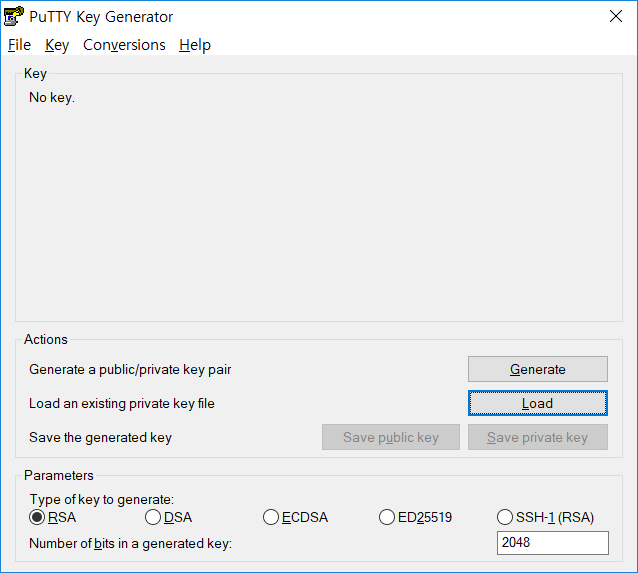 PuTTY Key Generator
File Key Conversions Help
Key
No key.
Actions
Generate a public/private key pair Generate
Load an existing private key file Load
Save the generated key Save public key Save private key
Parameters
Type of key to generate:
RSA DSA ECDSA ED25519 SSH-1 (RSA)
Number of bits in a generated key: 2048